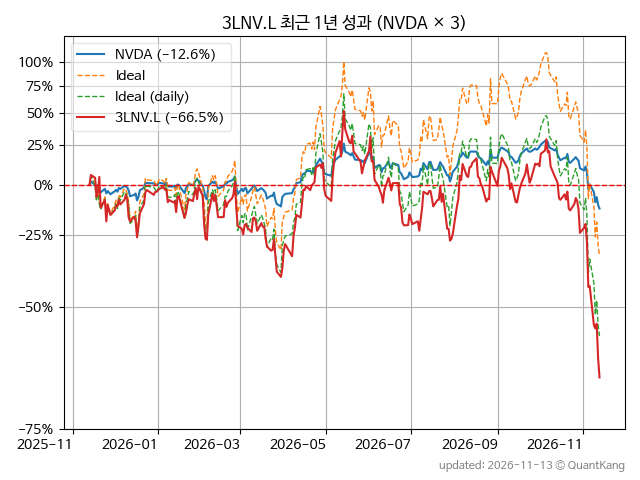 3LNV.L 최근 1년 성과 (NVDA × 3)
NVDA (−12.6%)
Ideal
Ideal (daily)
3LNV.L (−66.5%)
100%
75%
50%
25%
0%
−25%
−50%
−75%
2025-11
2026-01
2026-03
2026-05
2026-07
2026-09
2026-11
updated: 2026-11-13 © QuantKang